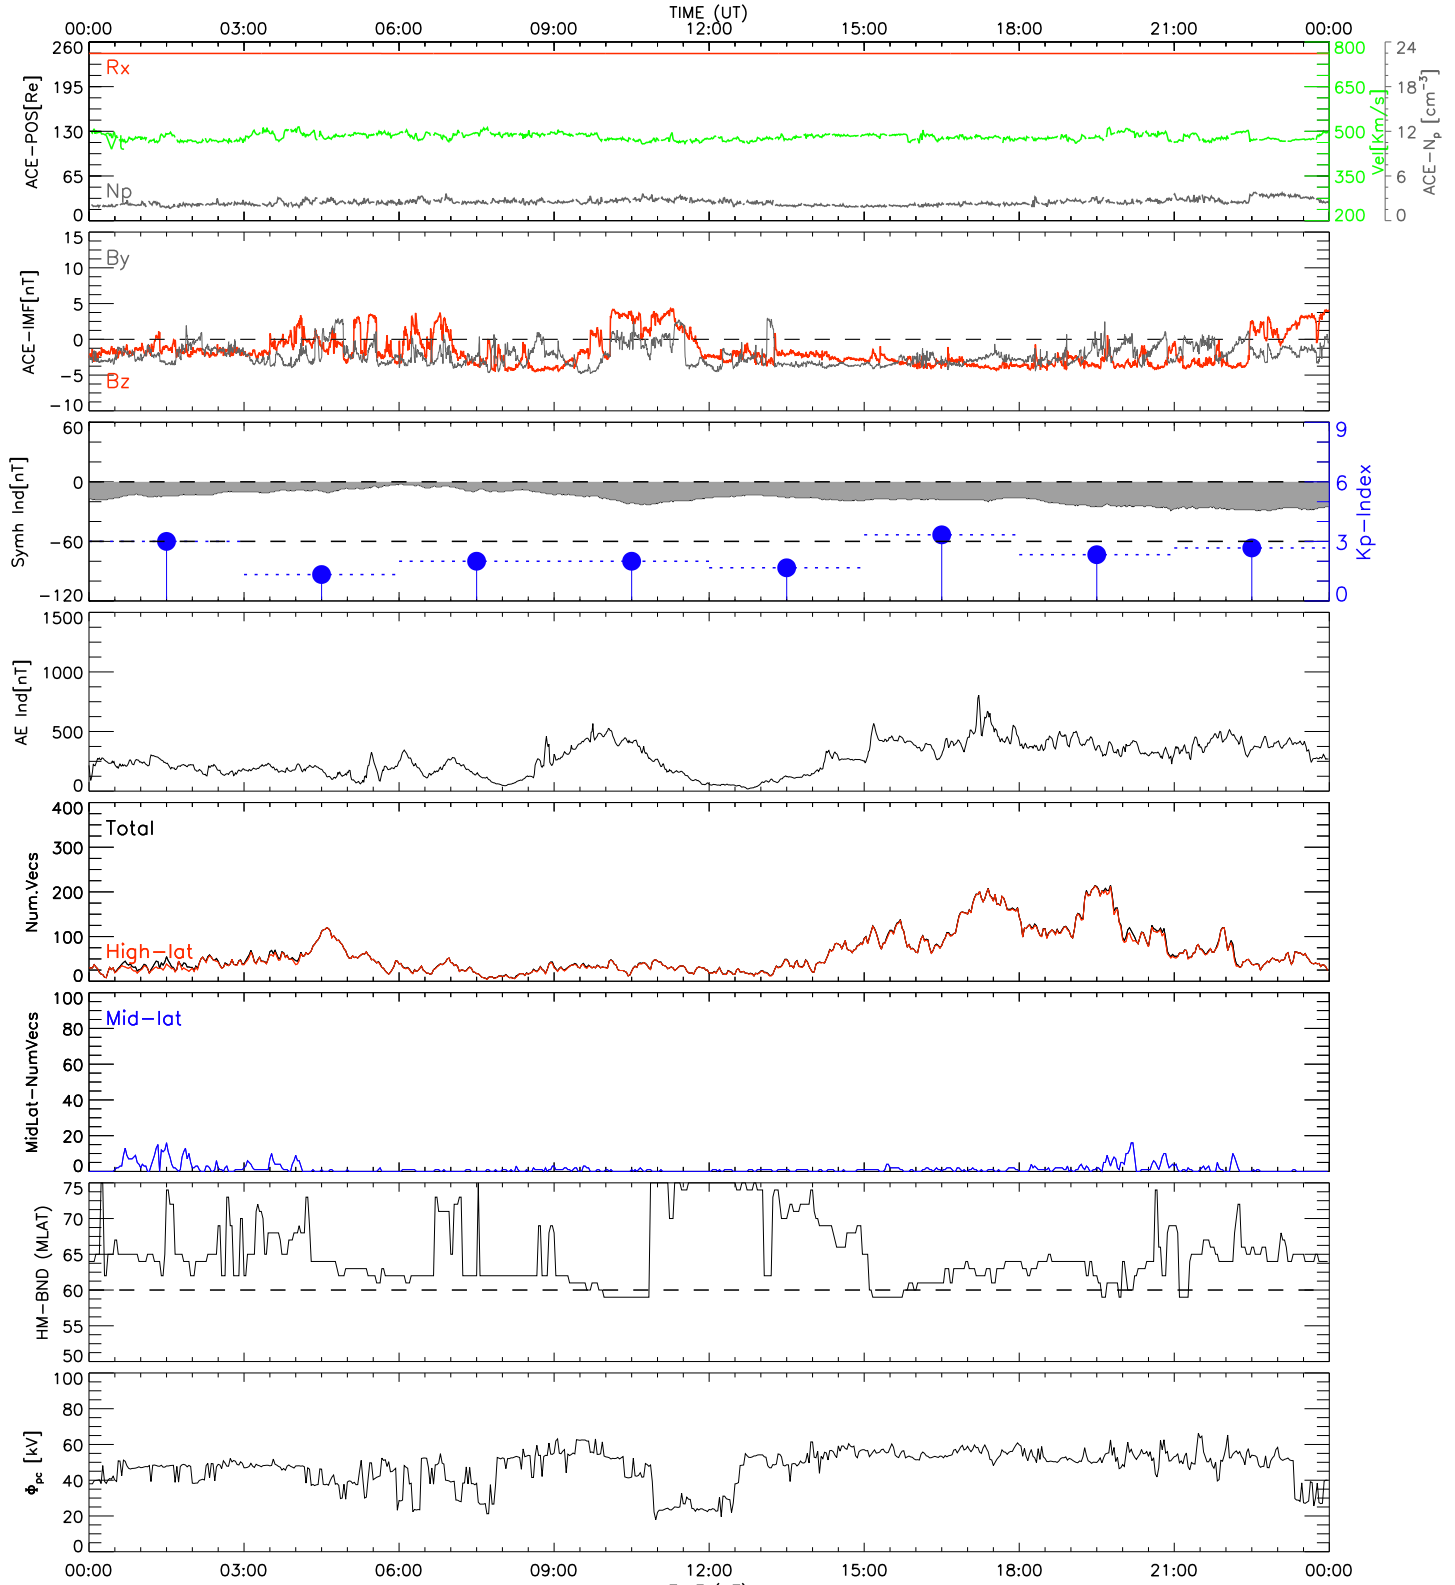 TIME (UT)
00:00 03:00 06:00 09:00 12:00 15:00 18:00 21:00 00:00
ACE-POS[Re]
260
195
130
65
0
Rx
Np
800
650
500
350
200
Vel[Km/s]
24
18
12
6
0
ACE-Np [cm-3]
ACE-IMF[nT]
15
10
5
0
-5
-10
By
Bz
Symh Ind[nT]
60
0
-60
-120
9
6
3
0
Kp-Index
AE Ind[nT]
1500
1000
500
0
Num.Vecs
400
300
200
100
0
Total
High-lat
MidLat-NumVecs
100
80
60
40
20
0
Mid-lat
HM-BND (MLAT)
75
70
65
60
55
50
Φpc [kV]
100
80
60
40
20
0
00:00 03:00 06:00 09:00 12:00 15:00 18:00 21:00 00:00